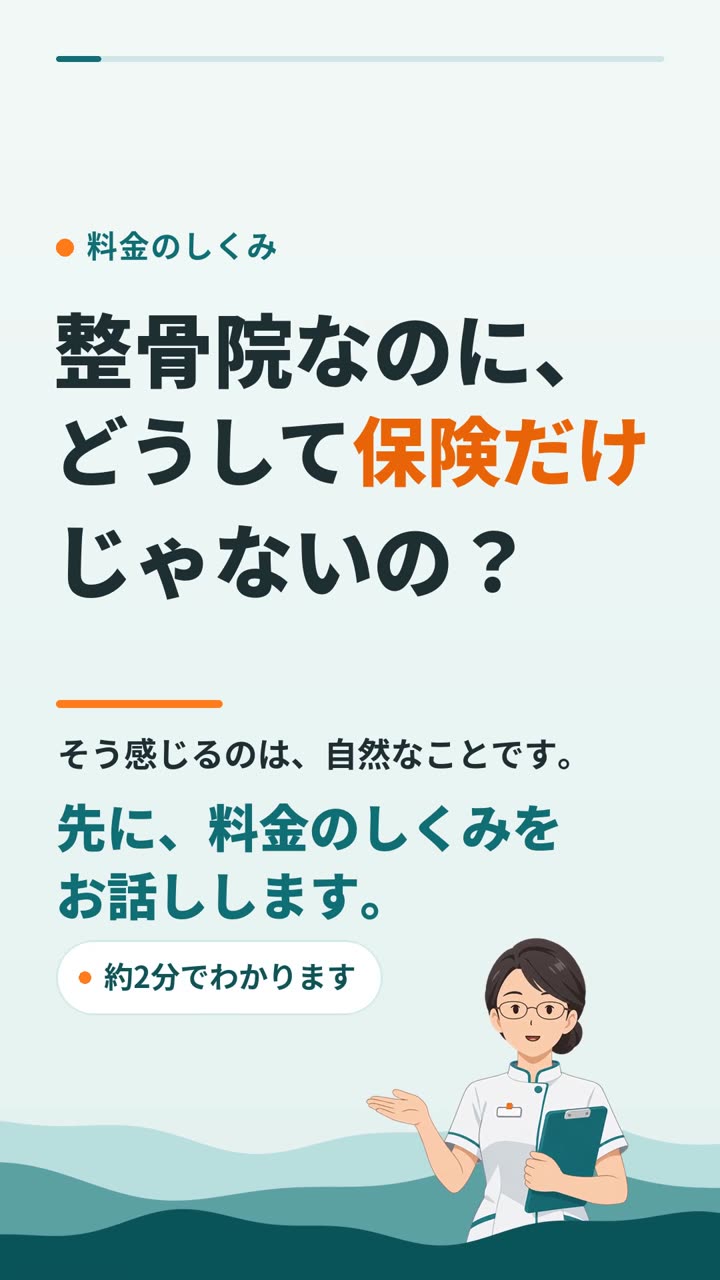 料金のしくみ
整骨院なのに、
どうして保険だけ
じゃないの？
そう感じるのは、自然なことです。
先に、料金のしくみを
お話しします。
約2分でわかります